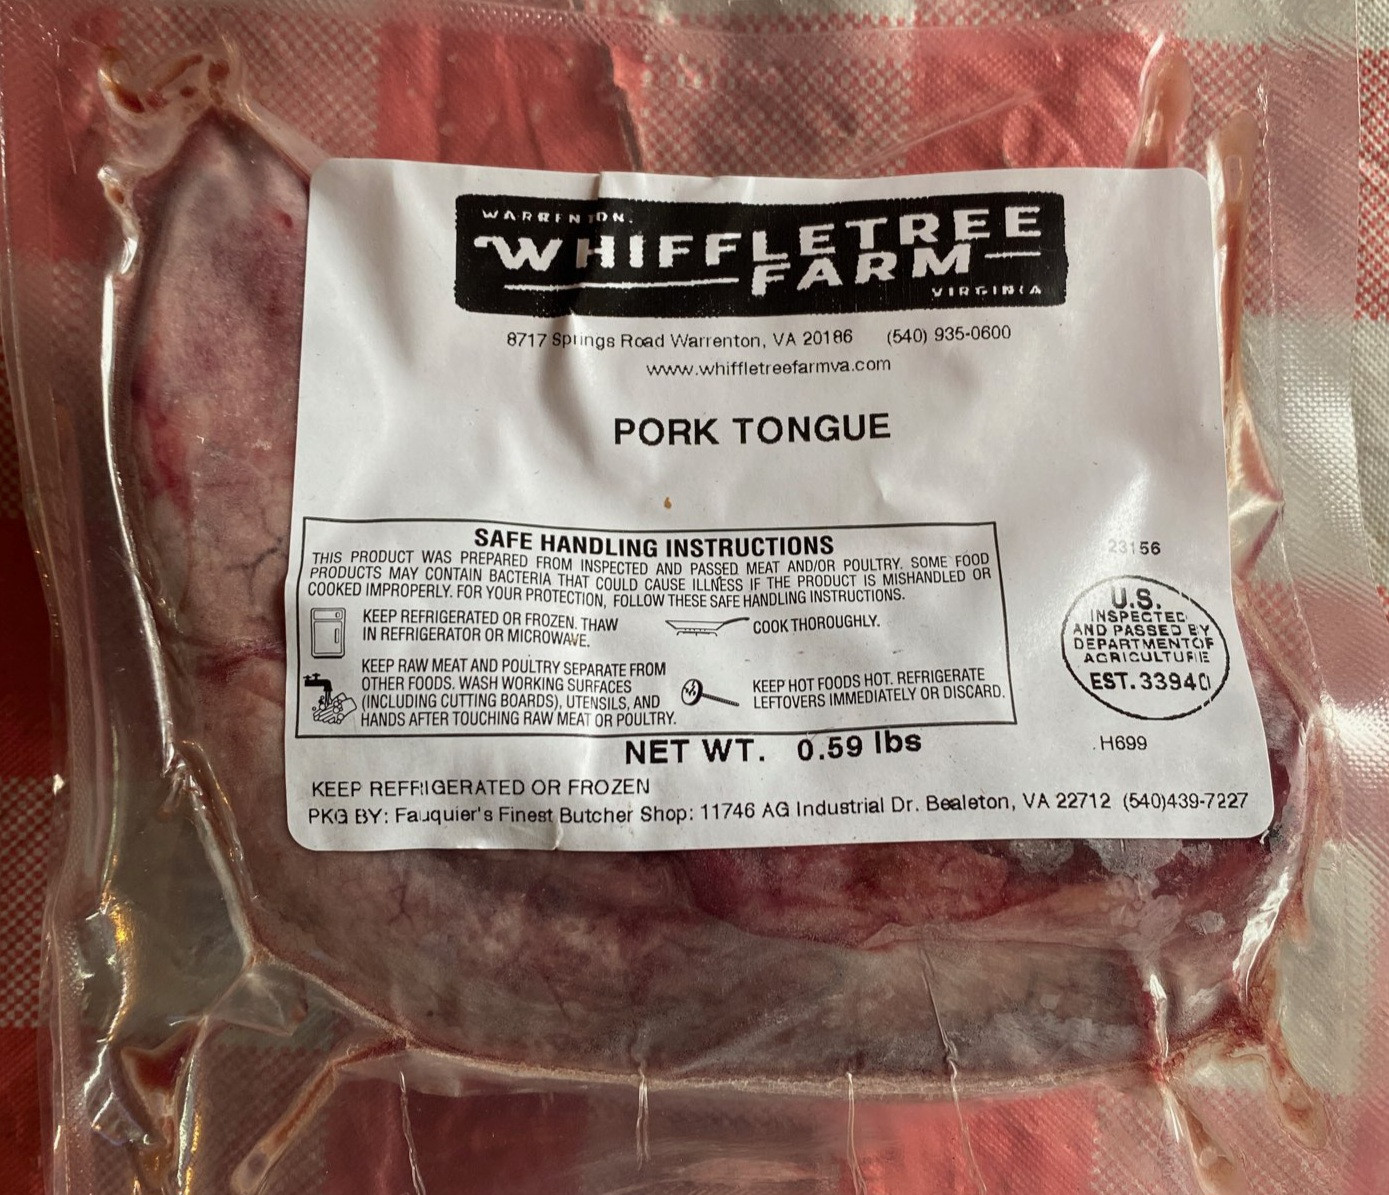 WARRENTON,
WHIFFLETREE
FARM
VIRGINIA
8717 Springs Road Warrenton, VA 20186 (540) 935-0600
www.whiffletreefarmva.com
PORK TONGUE
SAFE HANDLING INSTRUCTIONS
THIS PRODUCT WAS PREPARED FROM INSPECTED AND PASSED MEAT AND/OR POULTRY. SOME FOOD
PRODUCTS MAY CONTAIN BACTERIA THAT COULD CAUSE ILLNESS IF THE PRODUCT IS MISHANDLED OR
COOKED IMPROPERLY. FOR YOUR PROTECTION, FOLLOW THESE SAFE HANDLING INSTRUCTIONS.
KEEP REFRIGERATED OR FROZEN. THAW
IN REFRIGERATOR OR MICROWAVE.
COOK THOROUGHLY.
KEEP RAW MEAT AND POULTRY SEPARATE FROM
OTHER FOODS. WASH WORKING SURFACES
(INCLUDING CUTTING BOARDS), UTENSILS, AND
HANDS AFTER TOUCHING RAW MEAT OR POULTRY.
KEEP HOT FOODS HOT. REFRIGERATE
LEFTOVERS IMMEDIATELY OR DISCARD.
23156
U.S.
INSPECTED
AND PASSED BY
DEPARTMENT OF
AGRICULTURE
EST. 33940
H699
NET WT. 0.59 lbs
KEEP REFRIGERATED OR FROZEN
PKG BY: Fauquier's Finest Butcher Shop: 11746 AG Industrial Dr. Bealeton, VA 22712 (540)439-7227